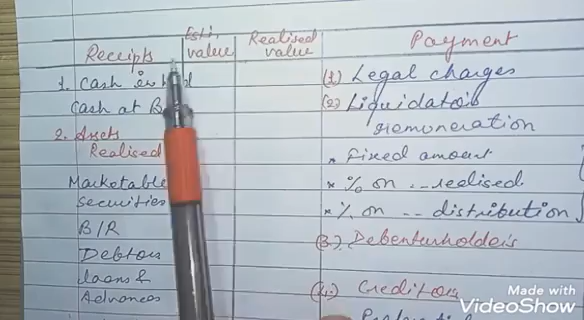 Receipts
Esti. value
Realised value
Payment
1. Cash
Cash at B
2. Assets
Realised
Marketable
securities
B/R
Debtors
Loans &
Advances
(1) Legal charges
(2) Liquidator's
remuneration
* Fixed amount
* % on ...realised
* % on ... distribution
(3) Debentureholders
(4) Creditors
Made with
VideoShow